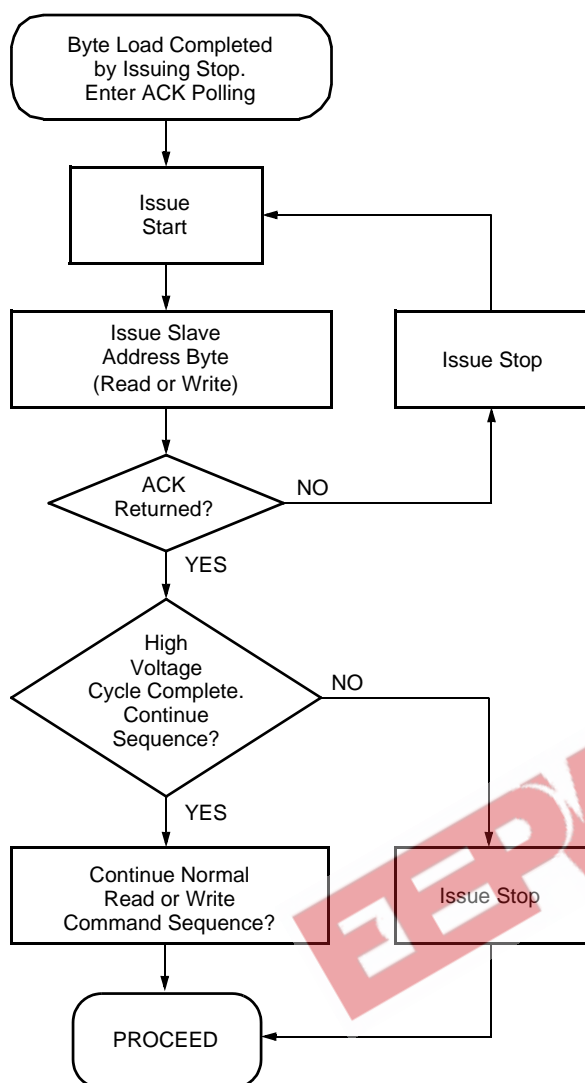 Byte Load Completed
by Issuing Stop.
Enter ACK Polling
Issue
Start
Issue Slave
Address Byte
(Read or Write)
Issue Stop
ACK
Returned?
NO
YES
High
Voltage
Cycle Complete.
Continue
Sequence?
NO
YES
Continue Normal
Read or Write
Command Sequence?
Issue Stop
PROCEED